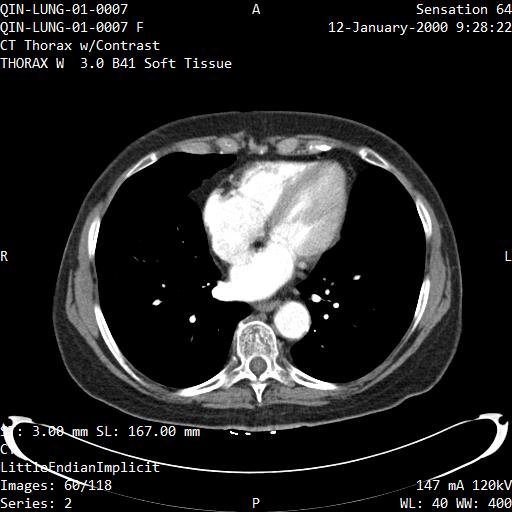 QIN-LUNG-01-0007
A
Sensation 64
QIN-LUNG-01-0007 F
12-January-2000 9:28:22
CT Thorax w/Contrast
THORAX W 3.0 B41 Soft Tissue
R
L
3.00 mm SL: 167.00 mm
LittleEndianImplicit
Images: 60/118
147 mA 120kV
Series: 2
P
WL: 40 WW: 400